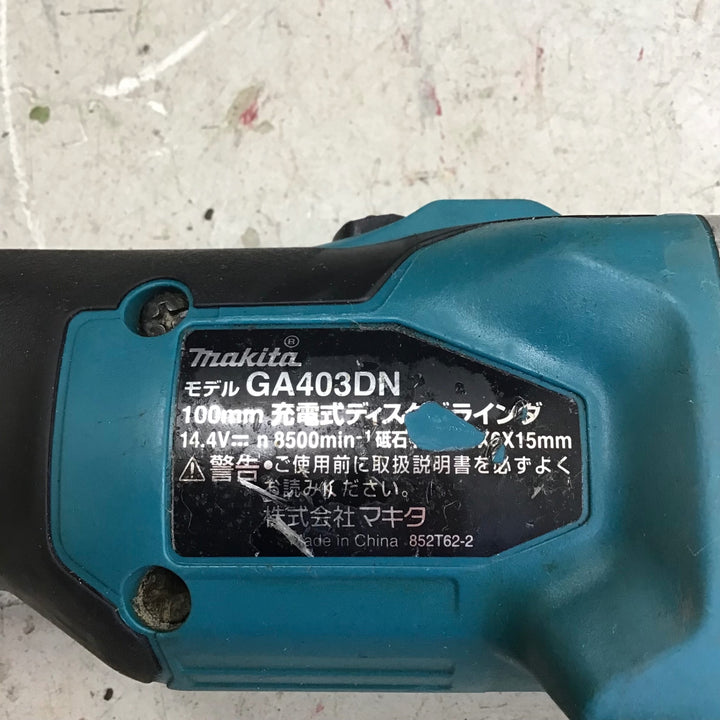 makita®
モデル GA403DN
100mm 充電式ディスクグラインダ
14.4V⎓ n 8500min⁻¹ 砥石 X6X15mm
⚠警告 •ご使用前に取扱説明書を必ずよく
お読みください。
株式会社 マキタ
Made in China 852T62-2